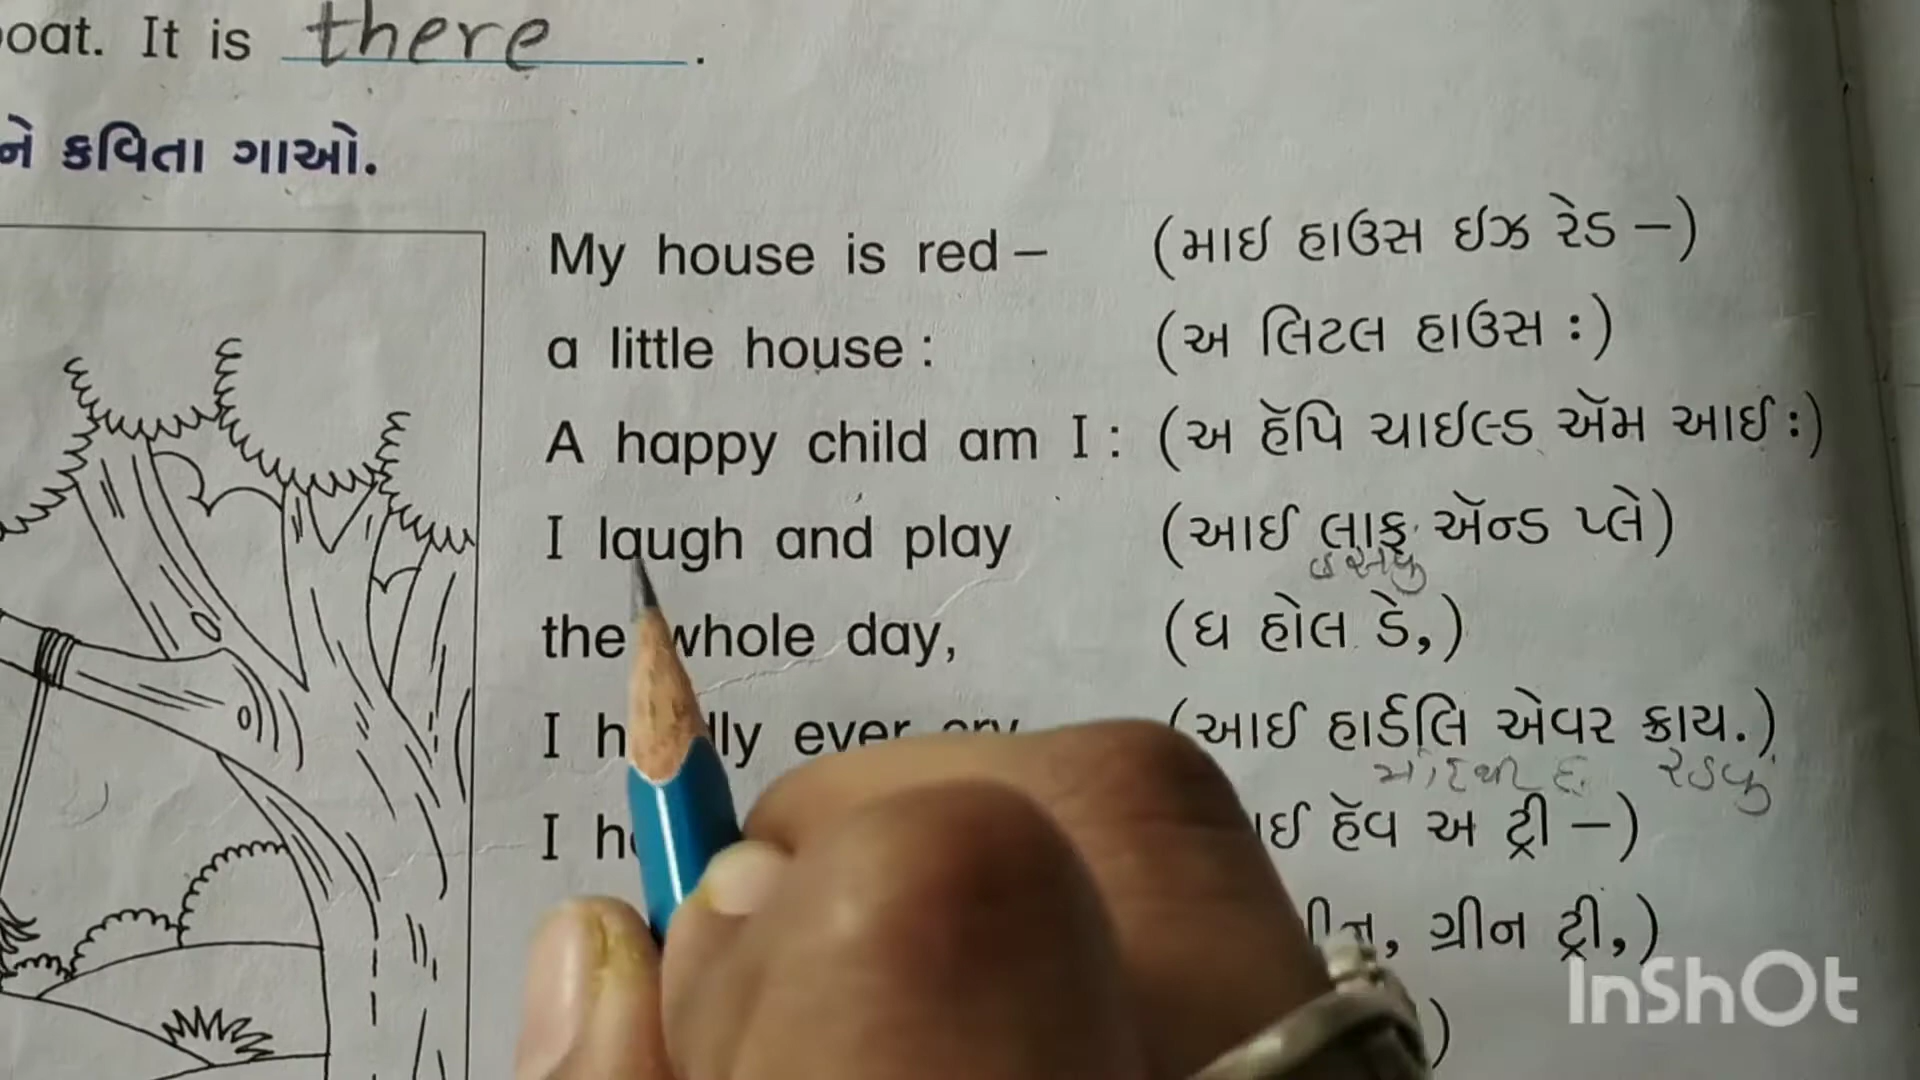 oat. It is there.
ને કવિતા ગાઓ.
My house is red – (માઈ હાઉસ ઈઝ રેડ –)
a little house : (અ લિટલ હાઉસ :)
A happy child am I : (અ હૅપિ ચાઈલ્ડ ઍમ આઈ :)
I laugh and play (આઈ લાફ ઍન્ડ પ્લે)
હસવુ
the whole day, (ધ હોલ ડે,)
I lly ever cry (આઈ હાર્ડલિ એવર ક્રાય.)
રડવુ
I h ઈ હૅવ અ ટ્રી –)
ગ્રીન ટ્રી,)
InShOt